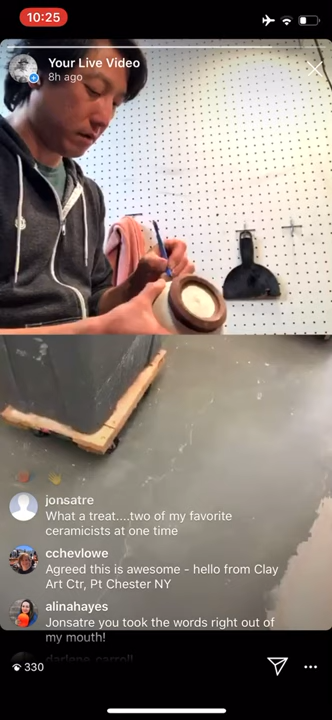 10:25
Your Live Video
8h ago
jonsatre
What a treat....two of my favorite
ceramicists at one time
cchevlowe
Agreed this is awesome - hello from Clay
Art Ctr, Pt Chester NY
alinahayes
Jonsatre you took the words right out of
my mouth!
darlene_carroll
330